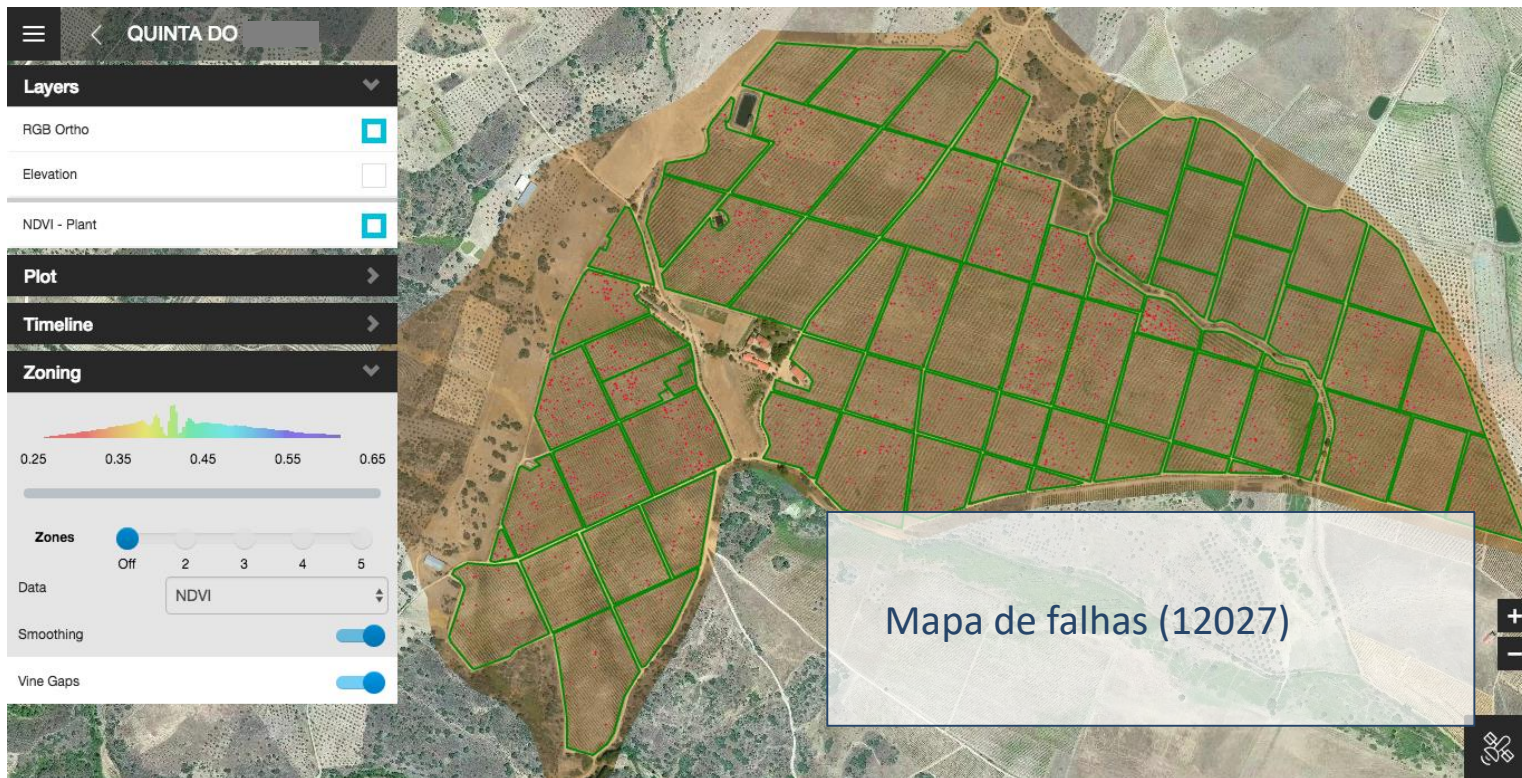 QUINTA DO
Layers
RGB Ortho
Elevation
NDVI - Plant
Plot
Timeline
Zoning
0.25 0.35 0.45 0.55 0.65
Zones
Off 2 3 4 5
Data NDVI
Smoothing
Vine Gaps
Mapa de falhas (12027)
+
−